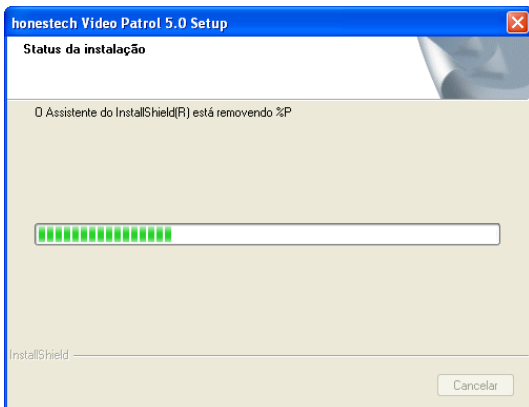 honestech Video Patrol 5.0 Setup
Status da instalação
O Assistente do InstallShield(R) está removendo %P
InstallShield
Cancelar